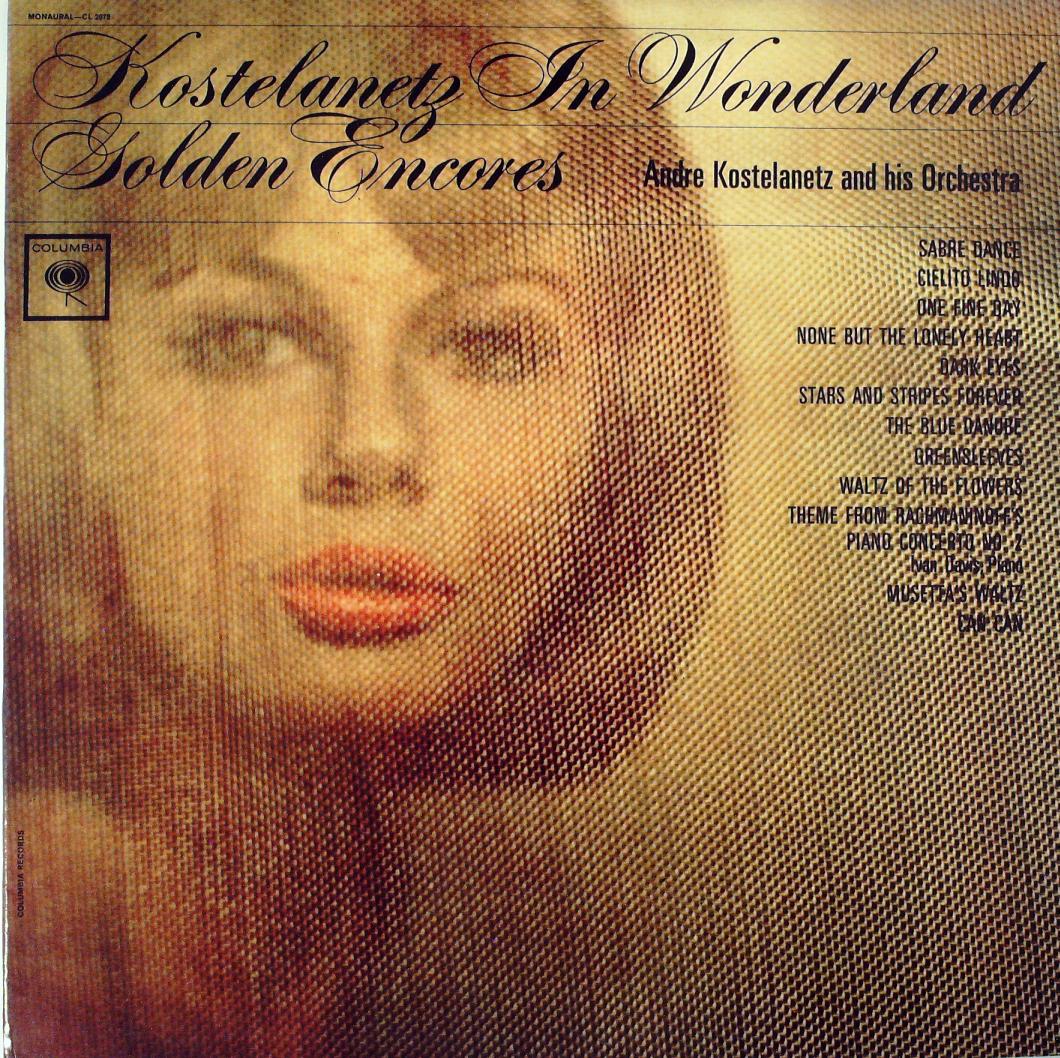 MONAURAL—CL 2078
Kostelanetz In Wonderland
Golden Encores
Andre Kostelanetz and his Orchestra
COLUMBIA
SABRE DANCE
CIELITO LINDO
ONE FINE DAY
NONE BUT THE LONELY HEART
DARK EYES
STARS AND STRIPES FOREVER
THE BLUE DANUBE
GREENSLEEVES
WALTZ OF THE FLOWERS
THEME FROM RACHMANINOFF'S
PIANO CONCERTO NO. 2
Ivan Davis, Piano
MUSETTA'S WALTZ
CAN CAN
COLUMBIA RECORDS